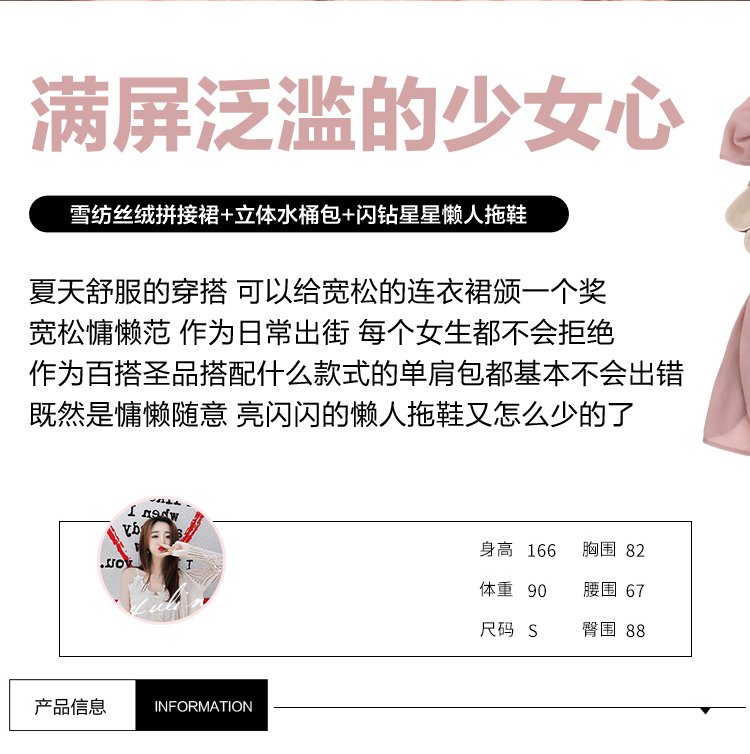 满屏泛滥的少女心
雪纺丝绒拼接裙+立体水桶包+闪钻星星懒人拖鞋
夏天舒服的穿搭 可以给宽松的连衣裙颁一个奖
宽松慵懒范 作为日常出街 每个女生都不会拒绝
作为百搭圣品搭配什么款式的单肩包都基本不会出错
既然是慵懒随意 亮闪闪的懒人拖鞋又怎么少的了
when I
you.
身高 166 胸围 82
体重 90 腰围 67
尺码 S 臀围 88
产品信息 INFORMATION